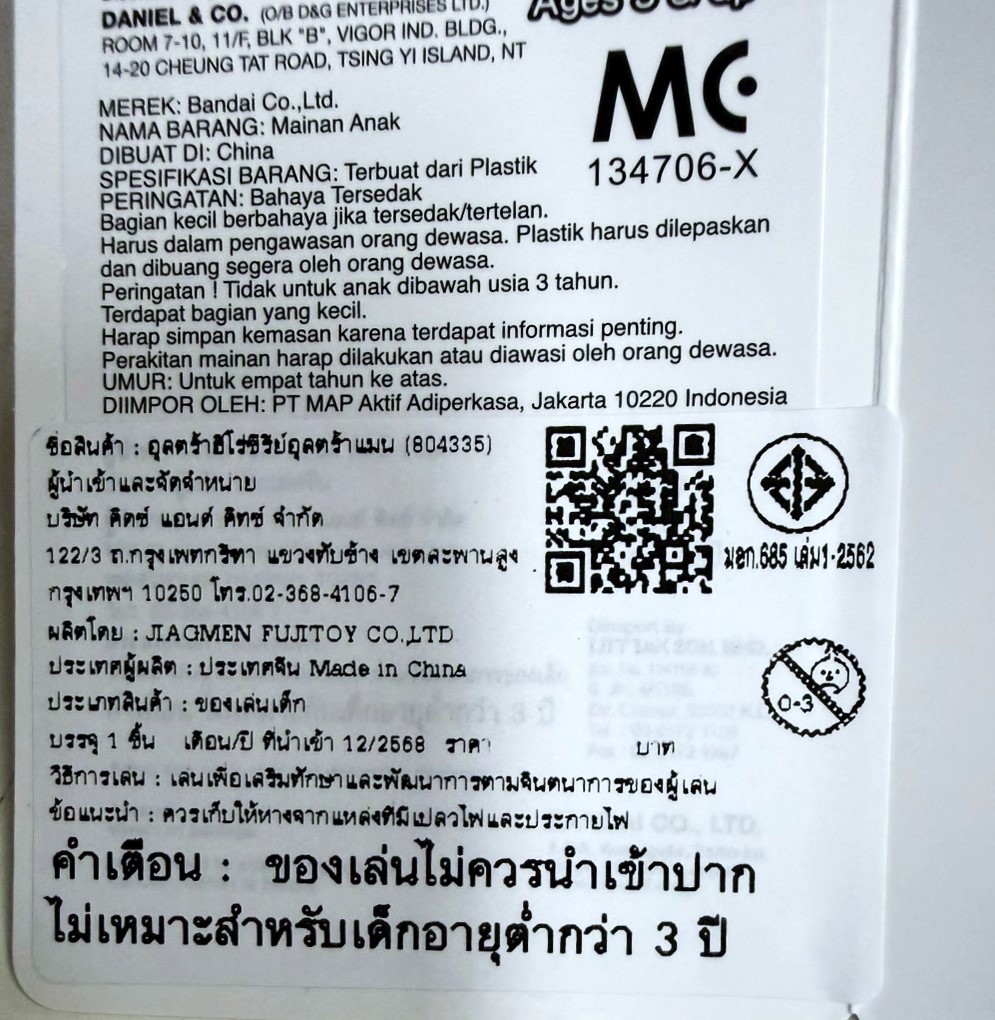 DANIEL & CO. (O/B D&G ENTERPRISES LTD.)
ROOM 7-10, 11/F, BLK "B", VIGOR IND. BLDG.,
14-20 CHEUNG TAT ROAD, TSING YI ISLAND, NT
MC
134706-X
MEREK: Bandai Co.,Ltd.
NAMA BARANG: Mainan Anak
DIBUAT DI: China
SPESIFIKASI BARANG: Terbuat dari Plastik
PERINGATAN: Bahaya Tersedak
Bagian kecil berbahaya jika tersedak/tertelan.
Harus dalam pengawasan orang dewasa. Plastik harus dilepaskan
dan dibuang segera oleh orang dewasa.
Peringatan ! Tidak untuk anak dibawah usia 3 tahun.
Terdapat bagian yang kecil.
Harap simpan kemasan karena terdapat informasi penting.
Perakitan mainan harap dilakukan atau diawasi oleh orang dewasa.
UMUR: Untuk empat tahun ke atas.
DIIMPOR OLEH: PT MAP Aktif Adiperkasa, Jakarta 10220 Indonesia
ชื่อสินค้า : อุลตร้าฮีโร่ซีรีย์อุลตร้าแมน (804335)
ผู้นำเข้าและจัดจำหน่าย
บริษัท คิดซ์ แอนด์ คิทซ์ จำกัด
122/3 ถ.กรุงเทพกรีฑา แขวงทับช้าง เขตสะพานสูง
กรุงเทพฯ 10250 โทร.02-368-4106-7
มอก.685 เล่ม1-2562
ผลิตโดย : JIAGMEN FUJITOY CO.,LTD
ประเทศผู้ผลิต : ประเทศจีน Made in China
ประเภทสินค้า : ของเล่นเด็ก
0-3
บรรจุ 1 ชิ้น เดือน/ปี ที่นำเข้า 12/2568 ราคา บาท
วิธีการเล่น : เล่นเพื่อเสริมทักษะและพัฒนาการตามจินตนาการของผู้เล่น
ข้อแนะนำ : ควรเก็บให้ห่างจากแหล่งที่มีเปลวไฟและประกายไฟ
คำเตือน : ของเล่นไม่ควรนำเข้าปาก
ไม่เหมาะสำหรับเด็กอายุต่ำกว่า 3 ปี